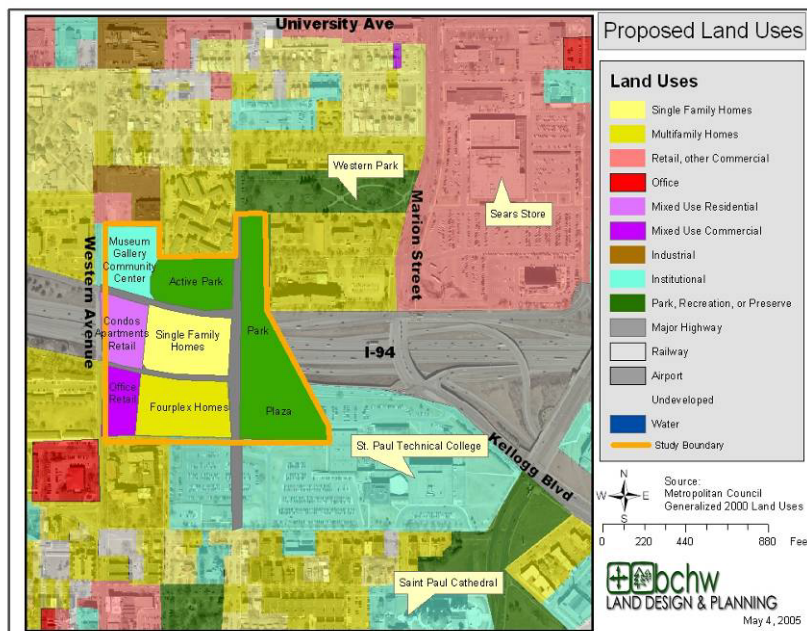 University Ave
Western Park
Marion Street
Sears Store
Western Avenue
Museum
Gallery
Community
Center
Active Park
Condos
Apartments
Retail
Single Family
Homes
Park
I-94
Office
Retail
Fourplex Homes
Plaza
St. Paul Technical College
Kellogg Blvd
Saint Paul Cathedral
Proposed Land Uses
Land Uses
Single Family Homes
Multifamily Homes
Retail, other Commercial
Office
Mixed Use Residential
Mixed Use Commercial
Industrial
Institutional
Park, Recreation, or Preserve
Major Highway
Railway
Airport
Undeveloped
Water
Study Boundary
N
W E
S
Source:
Metropolitan Council
Generalized 2000 Land Uses
0 220 440 880 Fee
bchw
LAND DESIGN & PLANNING
May 4, 2005